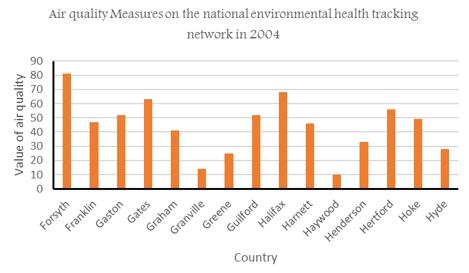 Air quality Measures on the national environmental health tracking
network in 2004
Value of air quality
90
80
70
60
50
40
30
20
10
0
Forsyth
Franklin
Gaston
Gates
Graham
Granville
Greene
Guilford
Halifax
Harnett
Haywood
Henderson
Hertford
Hoke
Hyde
Country